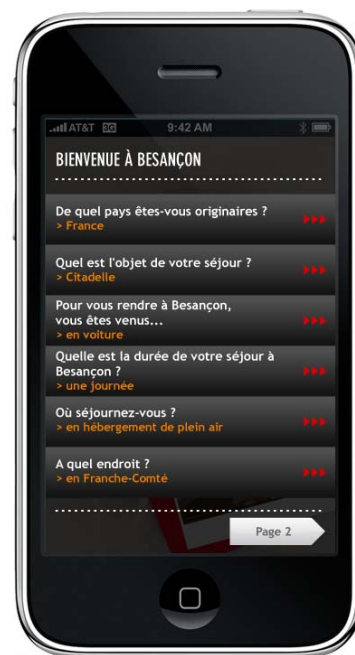 AT&T 3G 9:42 AM
BIENVENUE À BESANÇON
De quel pays êtes-vous originaires ?
> France
Quel est l'objet de votre séjour ?
> Citadelle
Pour vous rendre à Besançon,
vous êtes venus...
> en voiture
Quelle est la durée de votre séjour à
Besançon ?
> une journée
Où séjournez-vous ?
> en hébergement de plein air
A quel endroit ?
> en Franche-Comté
Page 2